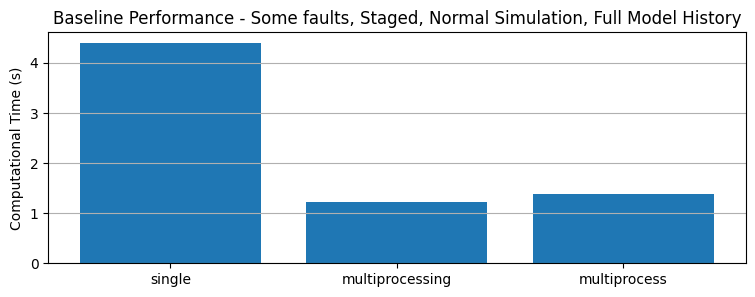 Baseline Performance - Some faults, Staged, Normal Simulation, Full Model History
Computational Time (s)
4
3
2
1
0
single
multiprocessing
multiprocess